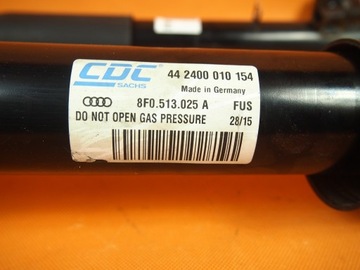 CDC
SACHS
44 2400 010 154
Made in Germany
8F0.513.025 A FUS
DO NOT OPEN GAS PRESSURE 28/15